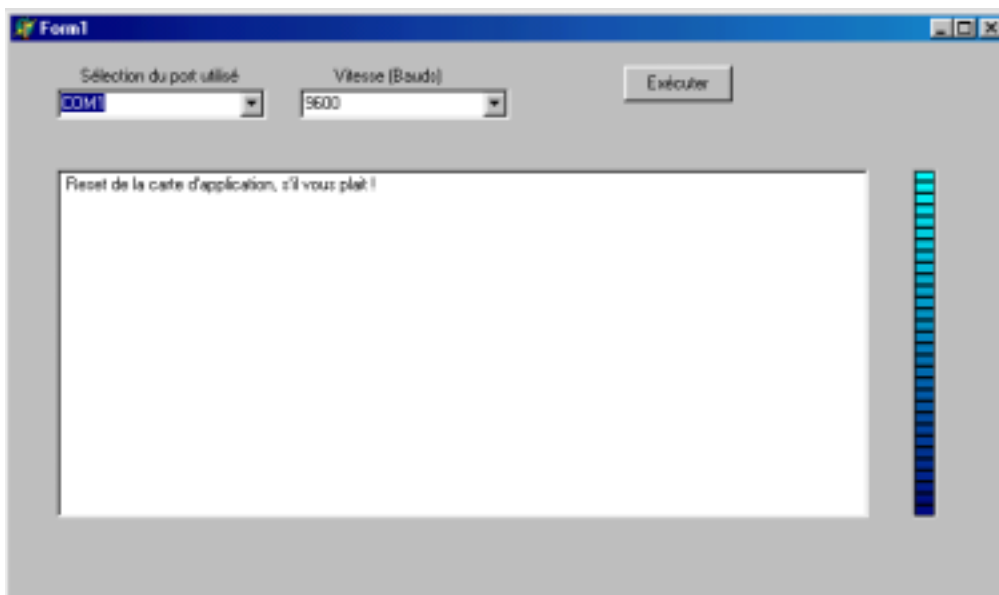 Form1
Sélection du port utilisé
Vitesse (Bauds)
COM1
9600
Exécuter
Reset de la carte d'application, s'il vous plait !